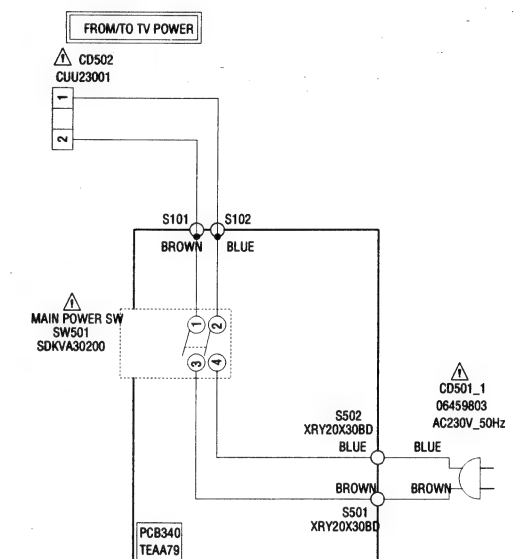 FROM/TO TV POWER
CD502
CUU23001
1
2
S101
S102
BROWN
BLUE
MAIN POWER SW
SW501
SDKVA30200
1
2
3
4
CD501_1
06459803
AC230V_50Hz
S502
XRY20X30BD
BLUE
BLUE
BROWN
BROWN
S501
XRY20X30BD
PCB340
TEAA79